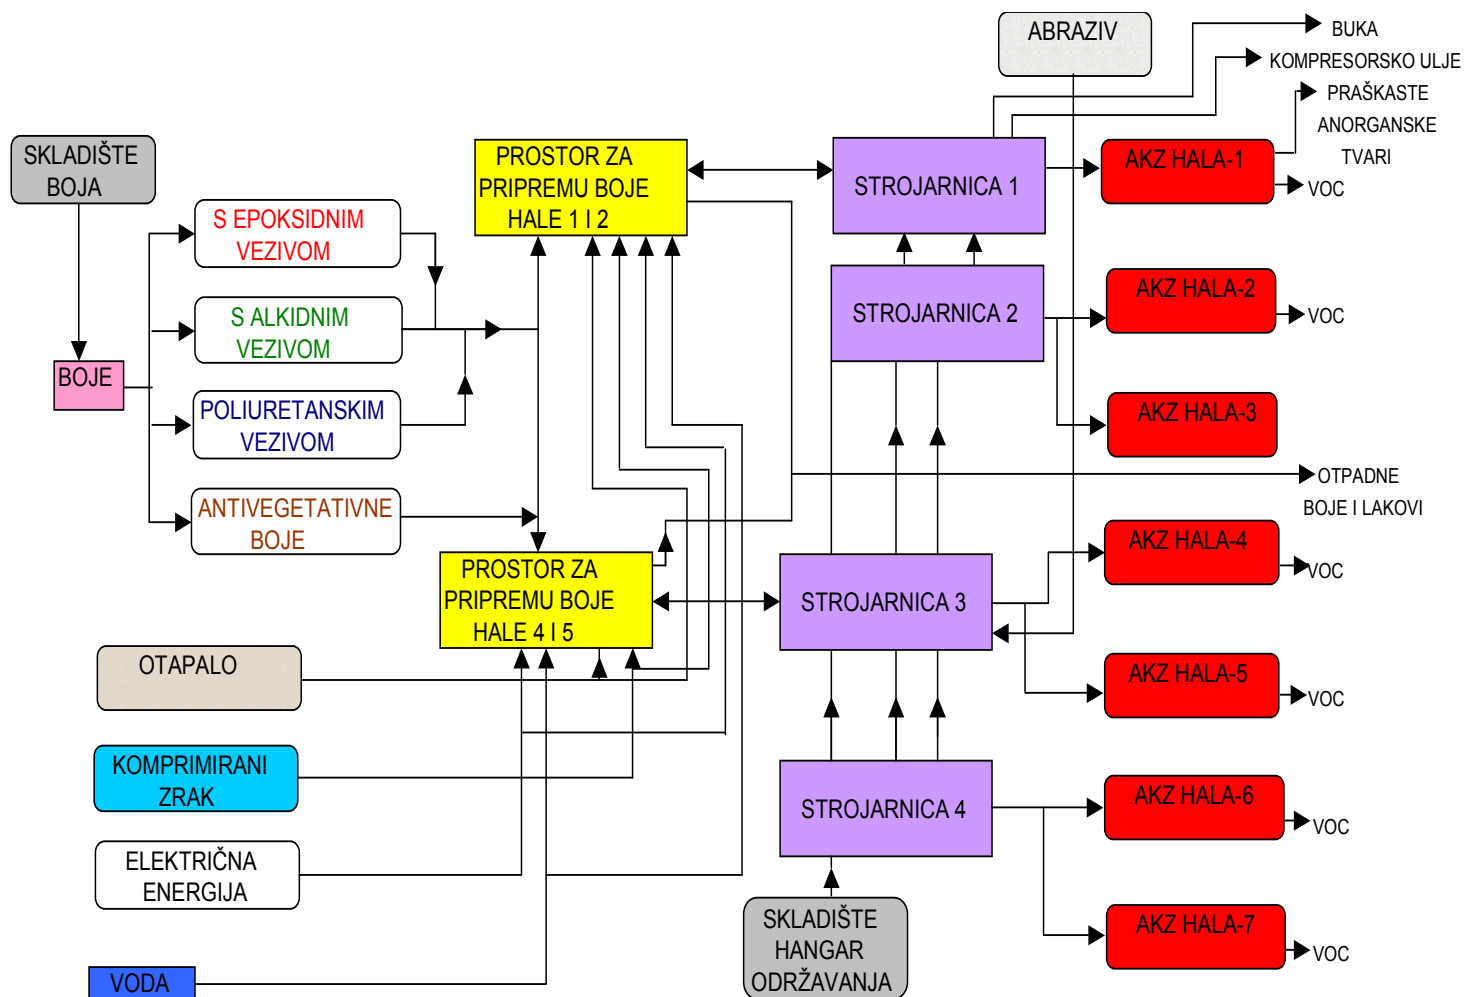 ABRAZIV
BUKA
KOMPRESORSKO ULJE
PRAŠKASTE
ANORGANSKE
TVARI
SKLADIŠTE
BOJA
PROSTOR ZA
PRIPREMU BOJE
HALE 1 I 2
STROJARNICA 1
AKZ HALA-1
VOC
S EPOKSIDNIM
VEZIVOM
S ALKIDNIM
VEZIVOM
STROJARNICA 2
AKZ HALA-2
VOC
BOJE
POLIURETANSKIM
VEZIVOM
AKZ HALA-3
ANTIVEGETATIVNE
BOJE
OTPADNE
BOJE I LAKOVI
PROSTOR ZA
PRIPREMU BOJE
HALE 4 I 5
STROJARNICA 3
AKZ HALA-4
VOC
OTAPALO
AKZ HALA-5
VOC
KOMPRIMIRANI
ZRAK
STROJARNICA 4
AKZ HALA-6
VOC
ELEKTRIČNA
ENERGIJA
SKLADIŠTE
HANGAR
ODRŽAVANJA
AKZ HALA-7
VOC
VODA